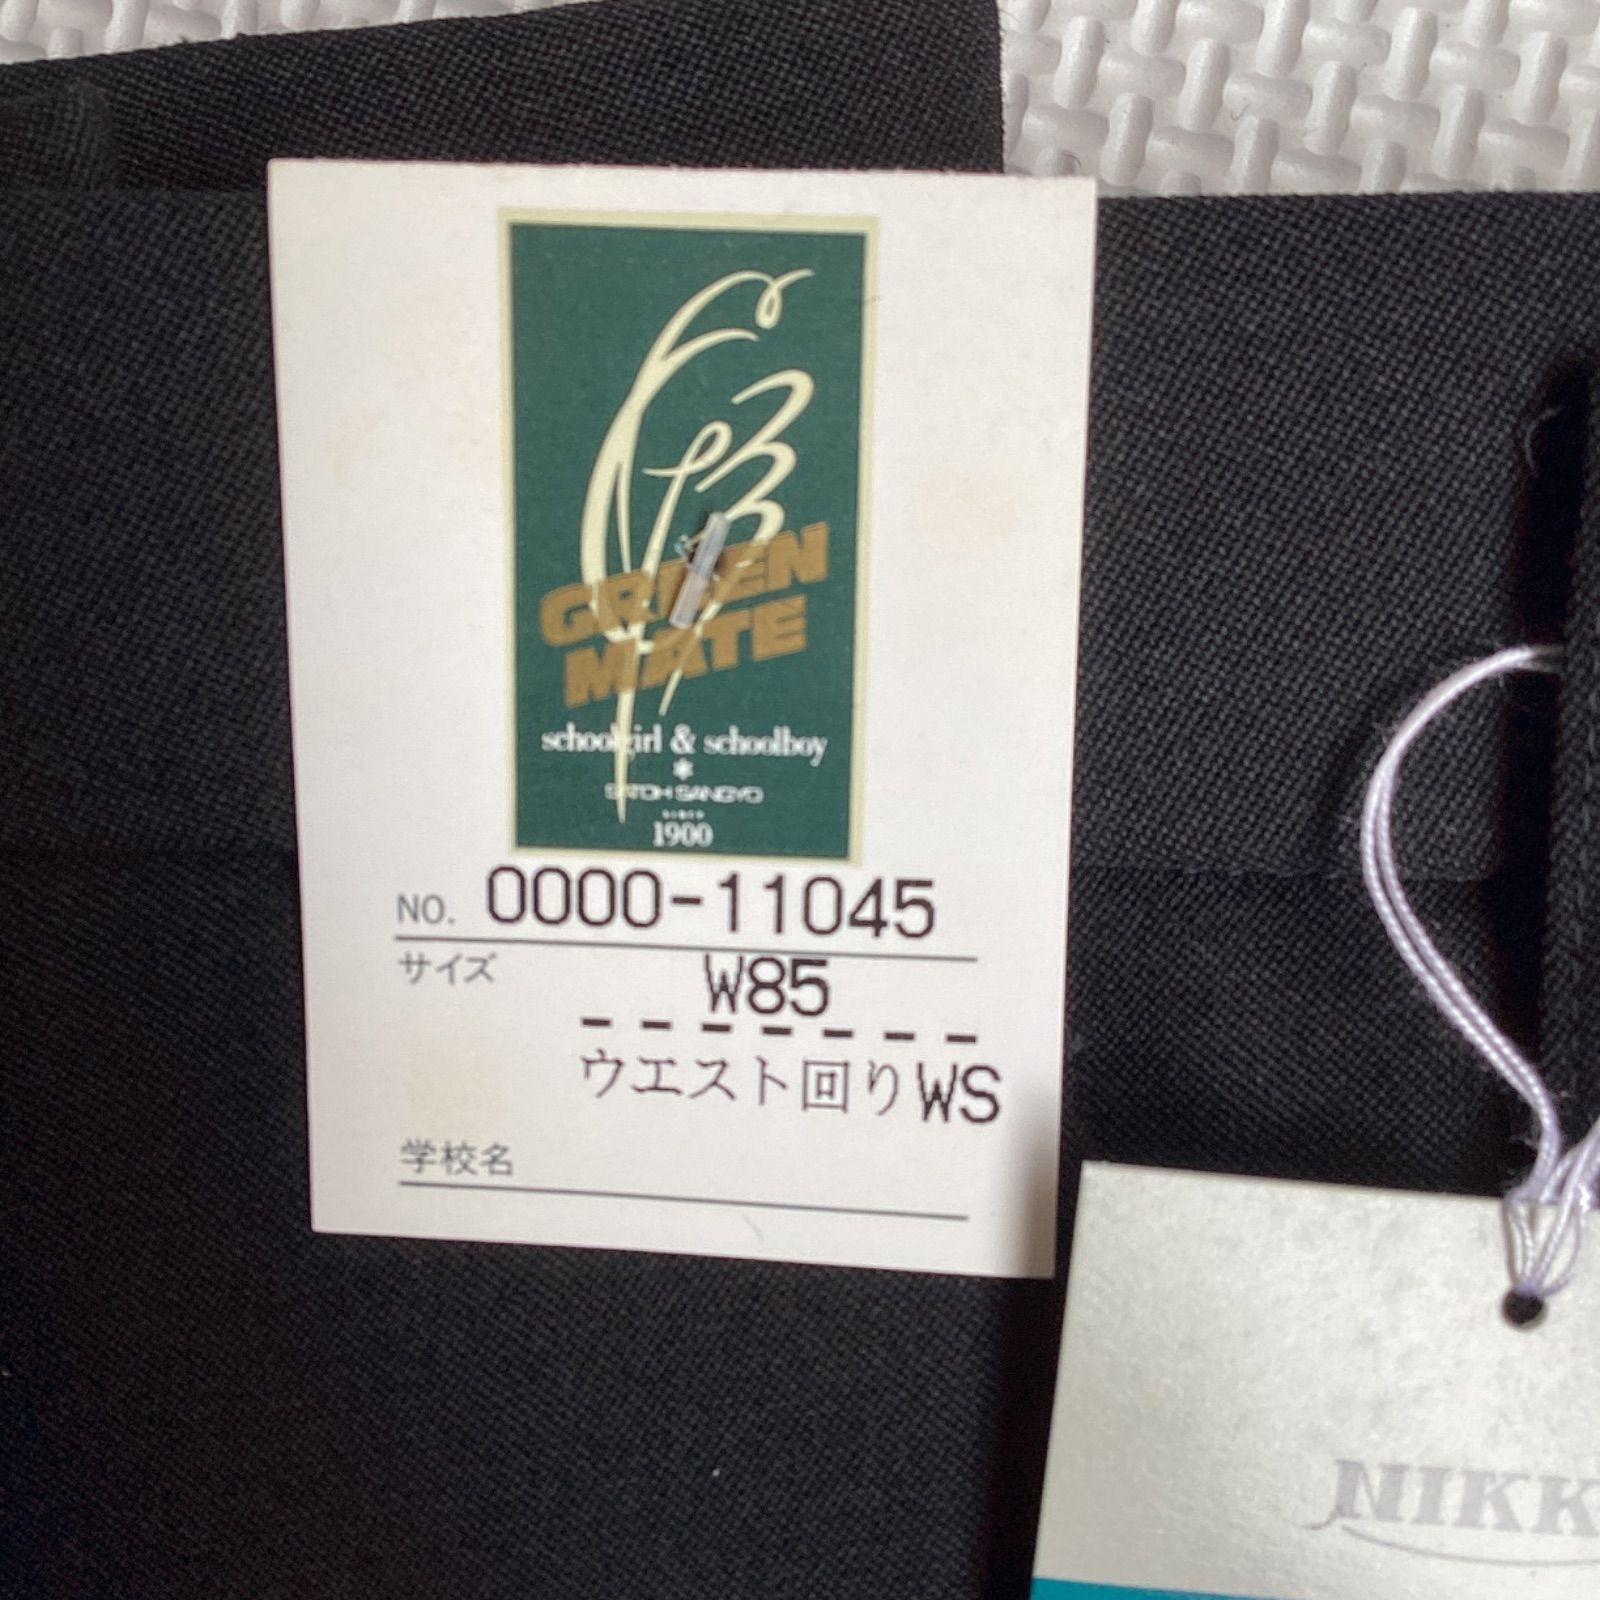 GREEN
MATE
schoolgirl & schoolboy
SATOH SANGYO
SINCE
1900
NO. 0000-11045
サイズ W85
ウエスト回りWS
学校名
NIKK